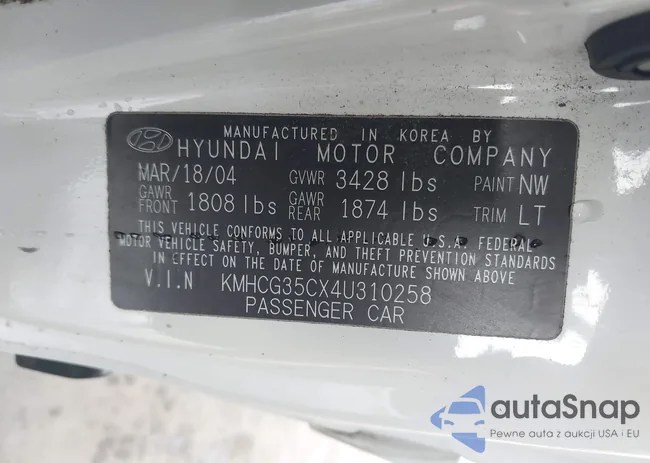 MANUFACTURED IN KOREA BY
HYUNDAI MOTOR COMPANY
MAR/18/04 GVWR 3428 lbs PAINT NW
GAWR FRONT 1808 lbs GAWR REAR 1874 lbs TRIM LT
THIS VEHICLE CONFORMS TO ALL APPLICABLE U.S.A. FEDERAL
MOTOR VEHICLE SAFETY, BUMPER, AND THEFT PREVENTION STANDARDS
IN EFFECT ON THE DATE OF MANUFACTURE SHOWN ABOVE
V.I.N KMHCG35CX4U310258
PASSENGER CAR
autoSnap
Pewne auta z aukcji USA i EU